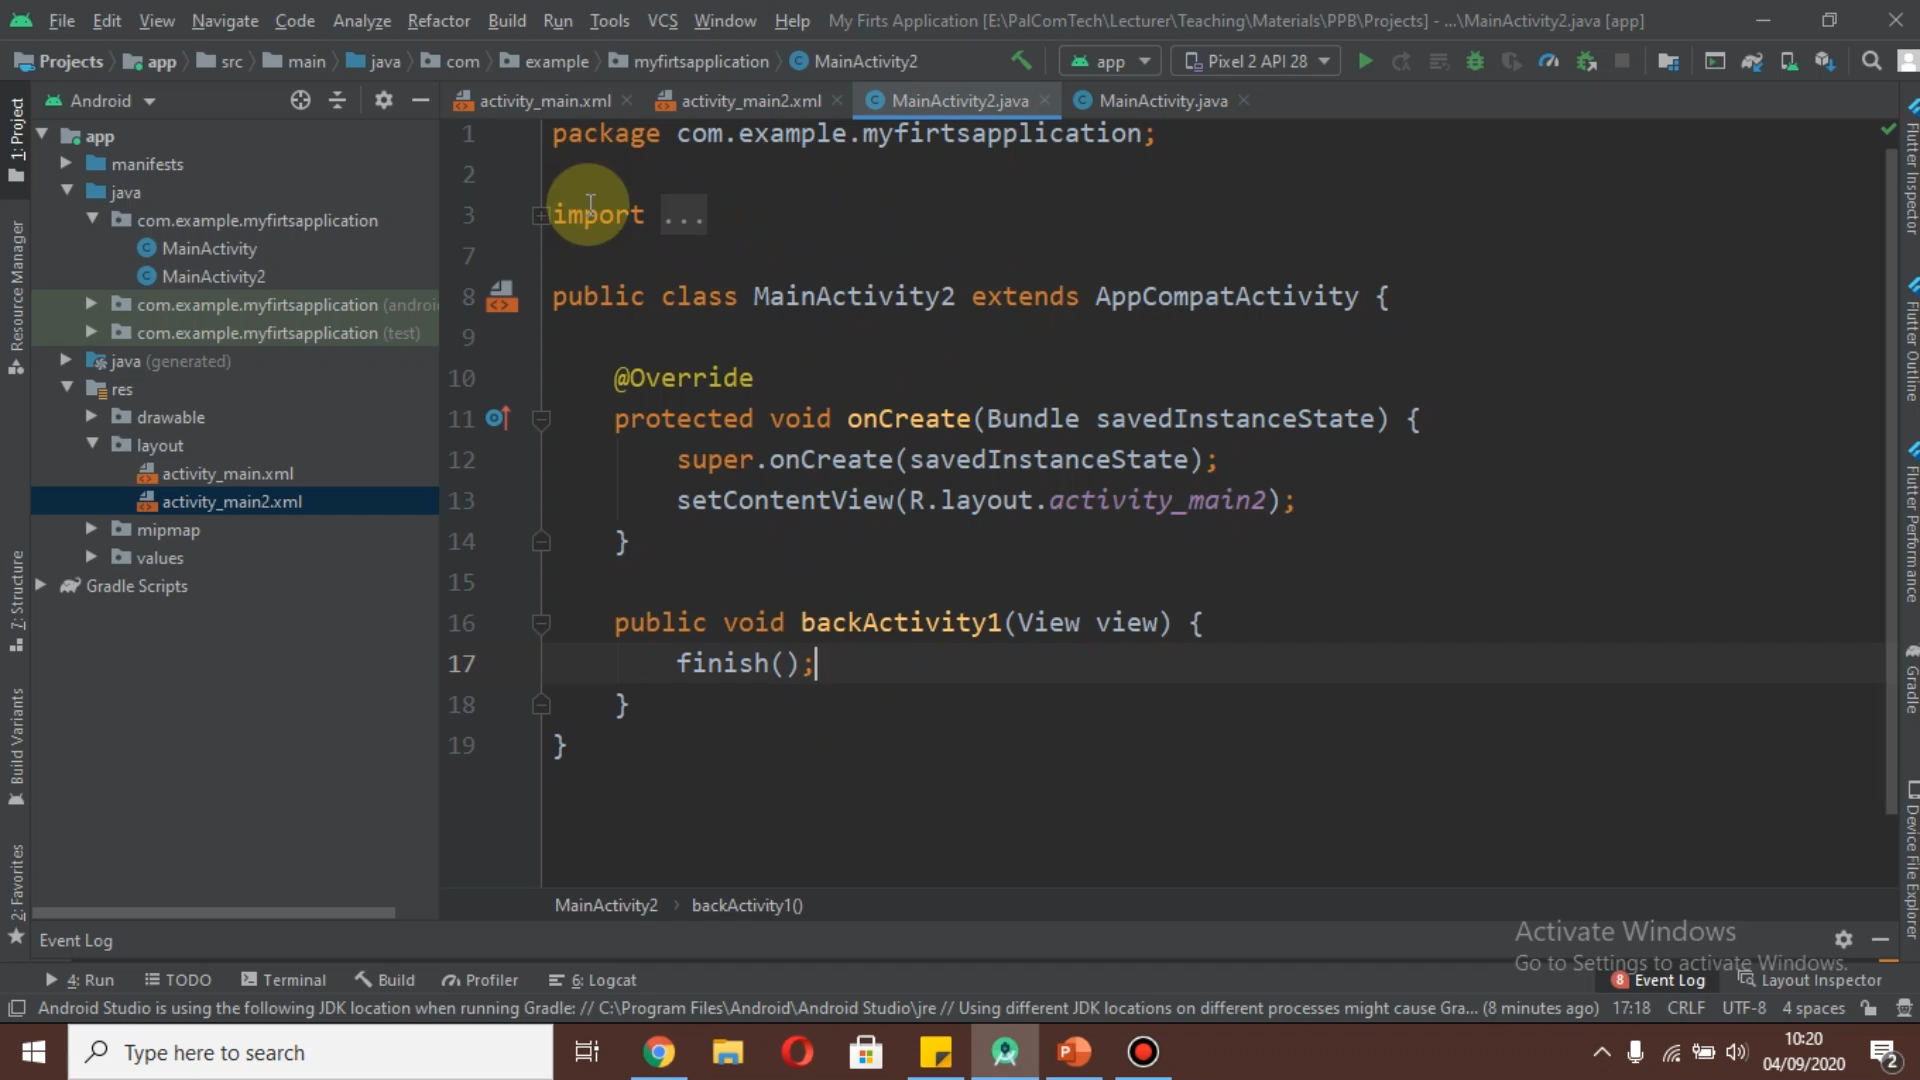 File Edit View Navigate Code Analyze Refactor Build Run Tools VCS Window Help My Firts Application [E:\PalComTech\Lecturer\Teaching\Materials\PPB\Projects] - ...\MainActivity2.java [app]
Projects app src main java com example myfirtsapplication MainActivity2 app Pixel 2 API 28
Android
activity_main.xml activity_main2.xml MainActivity2.java MainActivity.java
1: Project
Resource Manager
7: Structure
Build Variants
2: Favorites
app
manifests
java
com.example.myfirtsapplication
MainActivity
MainActivity2
com.example.myfirtsapplication
com.example.myfirtsapplication (test)
java (generated)
res
drawable
layout
activity_main.xml
activity_main2.xml
mipmap
values
Gradle Scripts
1 package com.example.myfirtsapplication;
2
3 import ...
7
8 public class MainActivity2 extends AppCompatActivity {
9
10 @Override
11 protected void onCreate(Bundle savedInstanceState) {
12 super.onCreate(savedInstanceState);
13 setContentView(R.layout.activity_main2);
14 }
15
16 public void backActivity1(View view) {
17 finish();
18 }
19 }
MainActivity2 backActivity1()
Flutter Inspector
Flutter Outline
Flutter Performance
Gradle
Device File Explorer
Event Log
Activate Windows
Go to Settings to activate Windows.
4: Run TODO Terminal Build Profiler 6: Logcat 8 Event Log Layout Inspector
Android Studio is using the following JDK location when running Gradle: // C:\Program Files\Android\Android Studio\jre // Using different JDK locations on different processes might cause Gra... (8 minutes ago) 17:18 CRLF UTF-8 4 spaces
Type here to search
10:20
04/09/2020
2